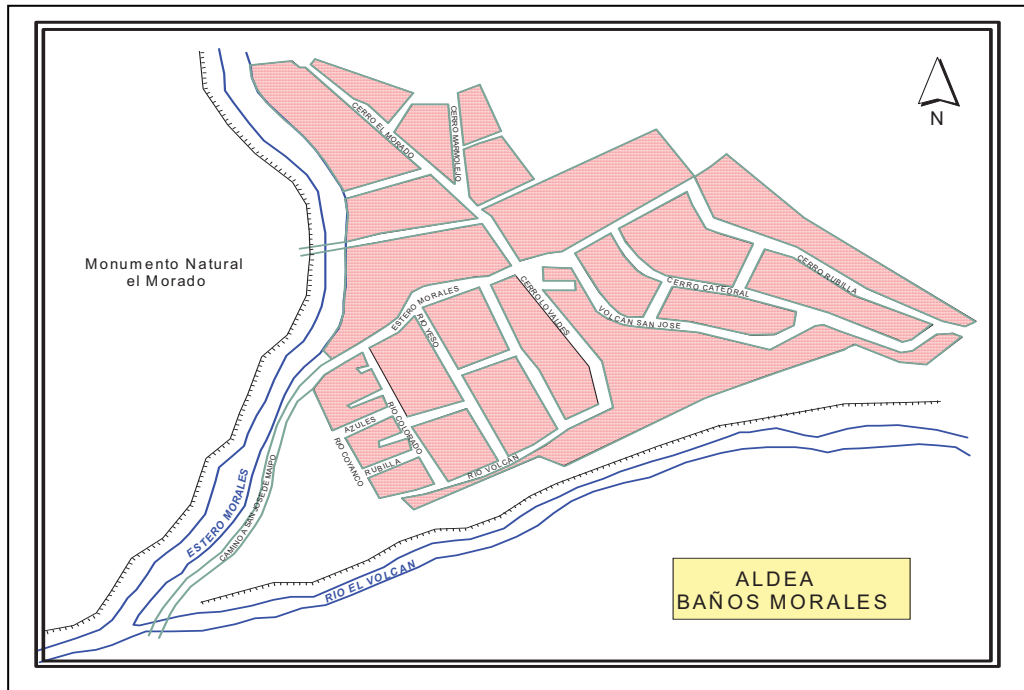 N
CERRO EL MORADO
CERRO MARMOLEJO
Monumento Natural
el Morado
CERRO RUBILLA
CERRO CATEDRAL
ESTERO MORALES
RIO YESO
CERRO LO VALDES
VOLCAN SAN JOSE
RIO COLORADO
AZULES
RIO COYANCO
RUBILLA
RIO VOLCAN
ESTERO MORALES
CAMINO A SAN JOSE DE MAIPO
RIO EL VOLCAN
ALDEA
BAÑOS MORALES